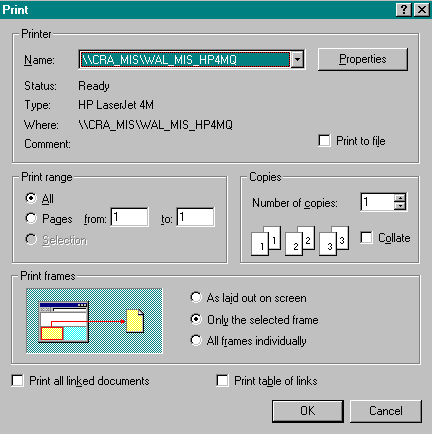 Print
Printer
Name: \\CRA_MIS\WAL_MIS_HP4MQ Properties
Status: Ready
Type: HP LaserJet 4M
Where: \\CRA_MIS\WAL_MIS_HP4MQ
Comment: Print to file
Print range
All
Pages from: 1 to: 1
Selection
Copies
Number of copies: 1
1 1 2 2 3 3 Collate
Print frames
As laid out on screen
Only the selected frame
All frames individually
Print all linked documents Print table of links
OK Cancel